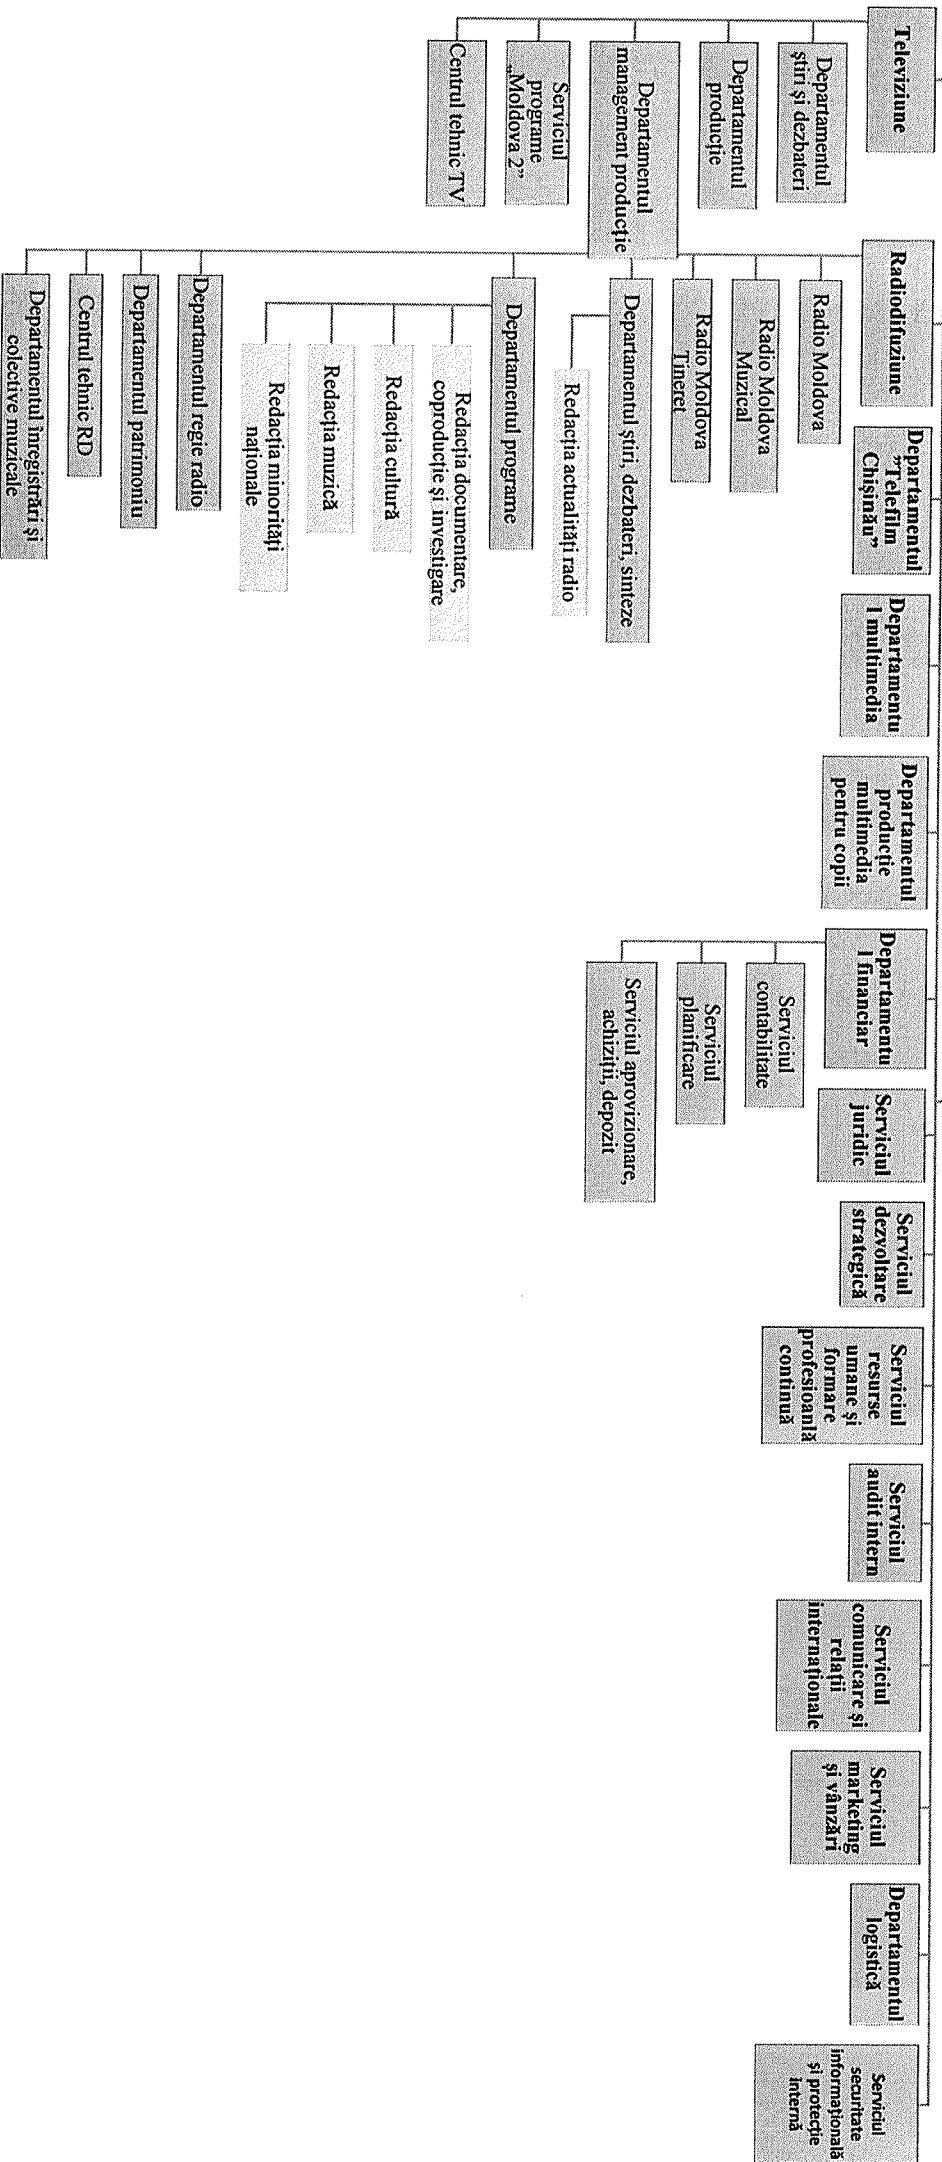 Televiziune
Departamentul
știri și dezbateri
Departamentul
producție
Departamentul
management producție
Serviciul
programe
„Moldova 2”
Centrul tehnic TV
Radiodifuziune
Radio Moldova
Radio Moldova
Muzical
Radio Moldova
Tineret
Departamentul știri, dezbateri, sinteze
Redacția actualități radio
Departamentul programe
Redacția documentare,
coproducție și investigare
Redacția cultură
Redacția muzică
Redacția minorități
naționale
Departamentul regie radio
Departamentul patrimoniu
Centrul tehnic RD
Departamentul înregistrări și
colective muzicale
Departamentul
”Telefilm
Chișinău”
Departamentu
l multimedia
Departamentul
producție
multimedia
pentru copii
Departamentu
l financiar
Serviciul
contabilitate
Serviciul
planificare
Serviciul aprovizionare,
achiziții, depozit
Serviciul
juridic
Serviciul
dezvoltare
strategică
Serviciul
resurse
umane și
formare
profesioanlă
continuă
Serviciul
audit intern
Serviciul
comunicare și
relații
internaționale
Serviciul
marketing
și vânzări
Departamentul
logistică
Serviciul
securitate
informațională
și protecție
internă